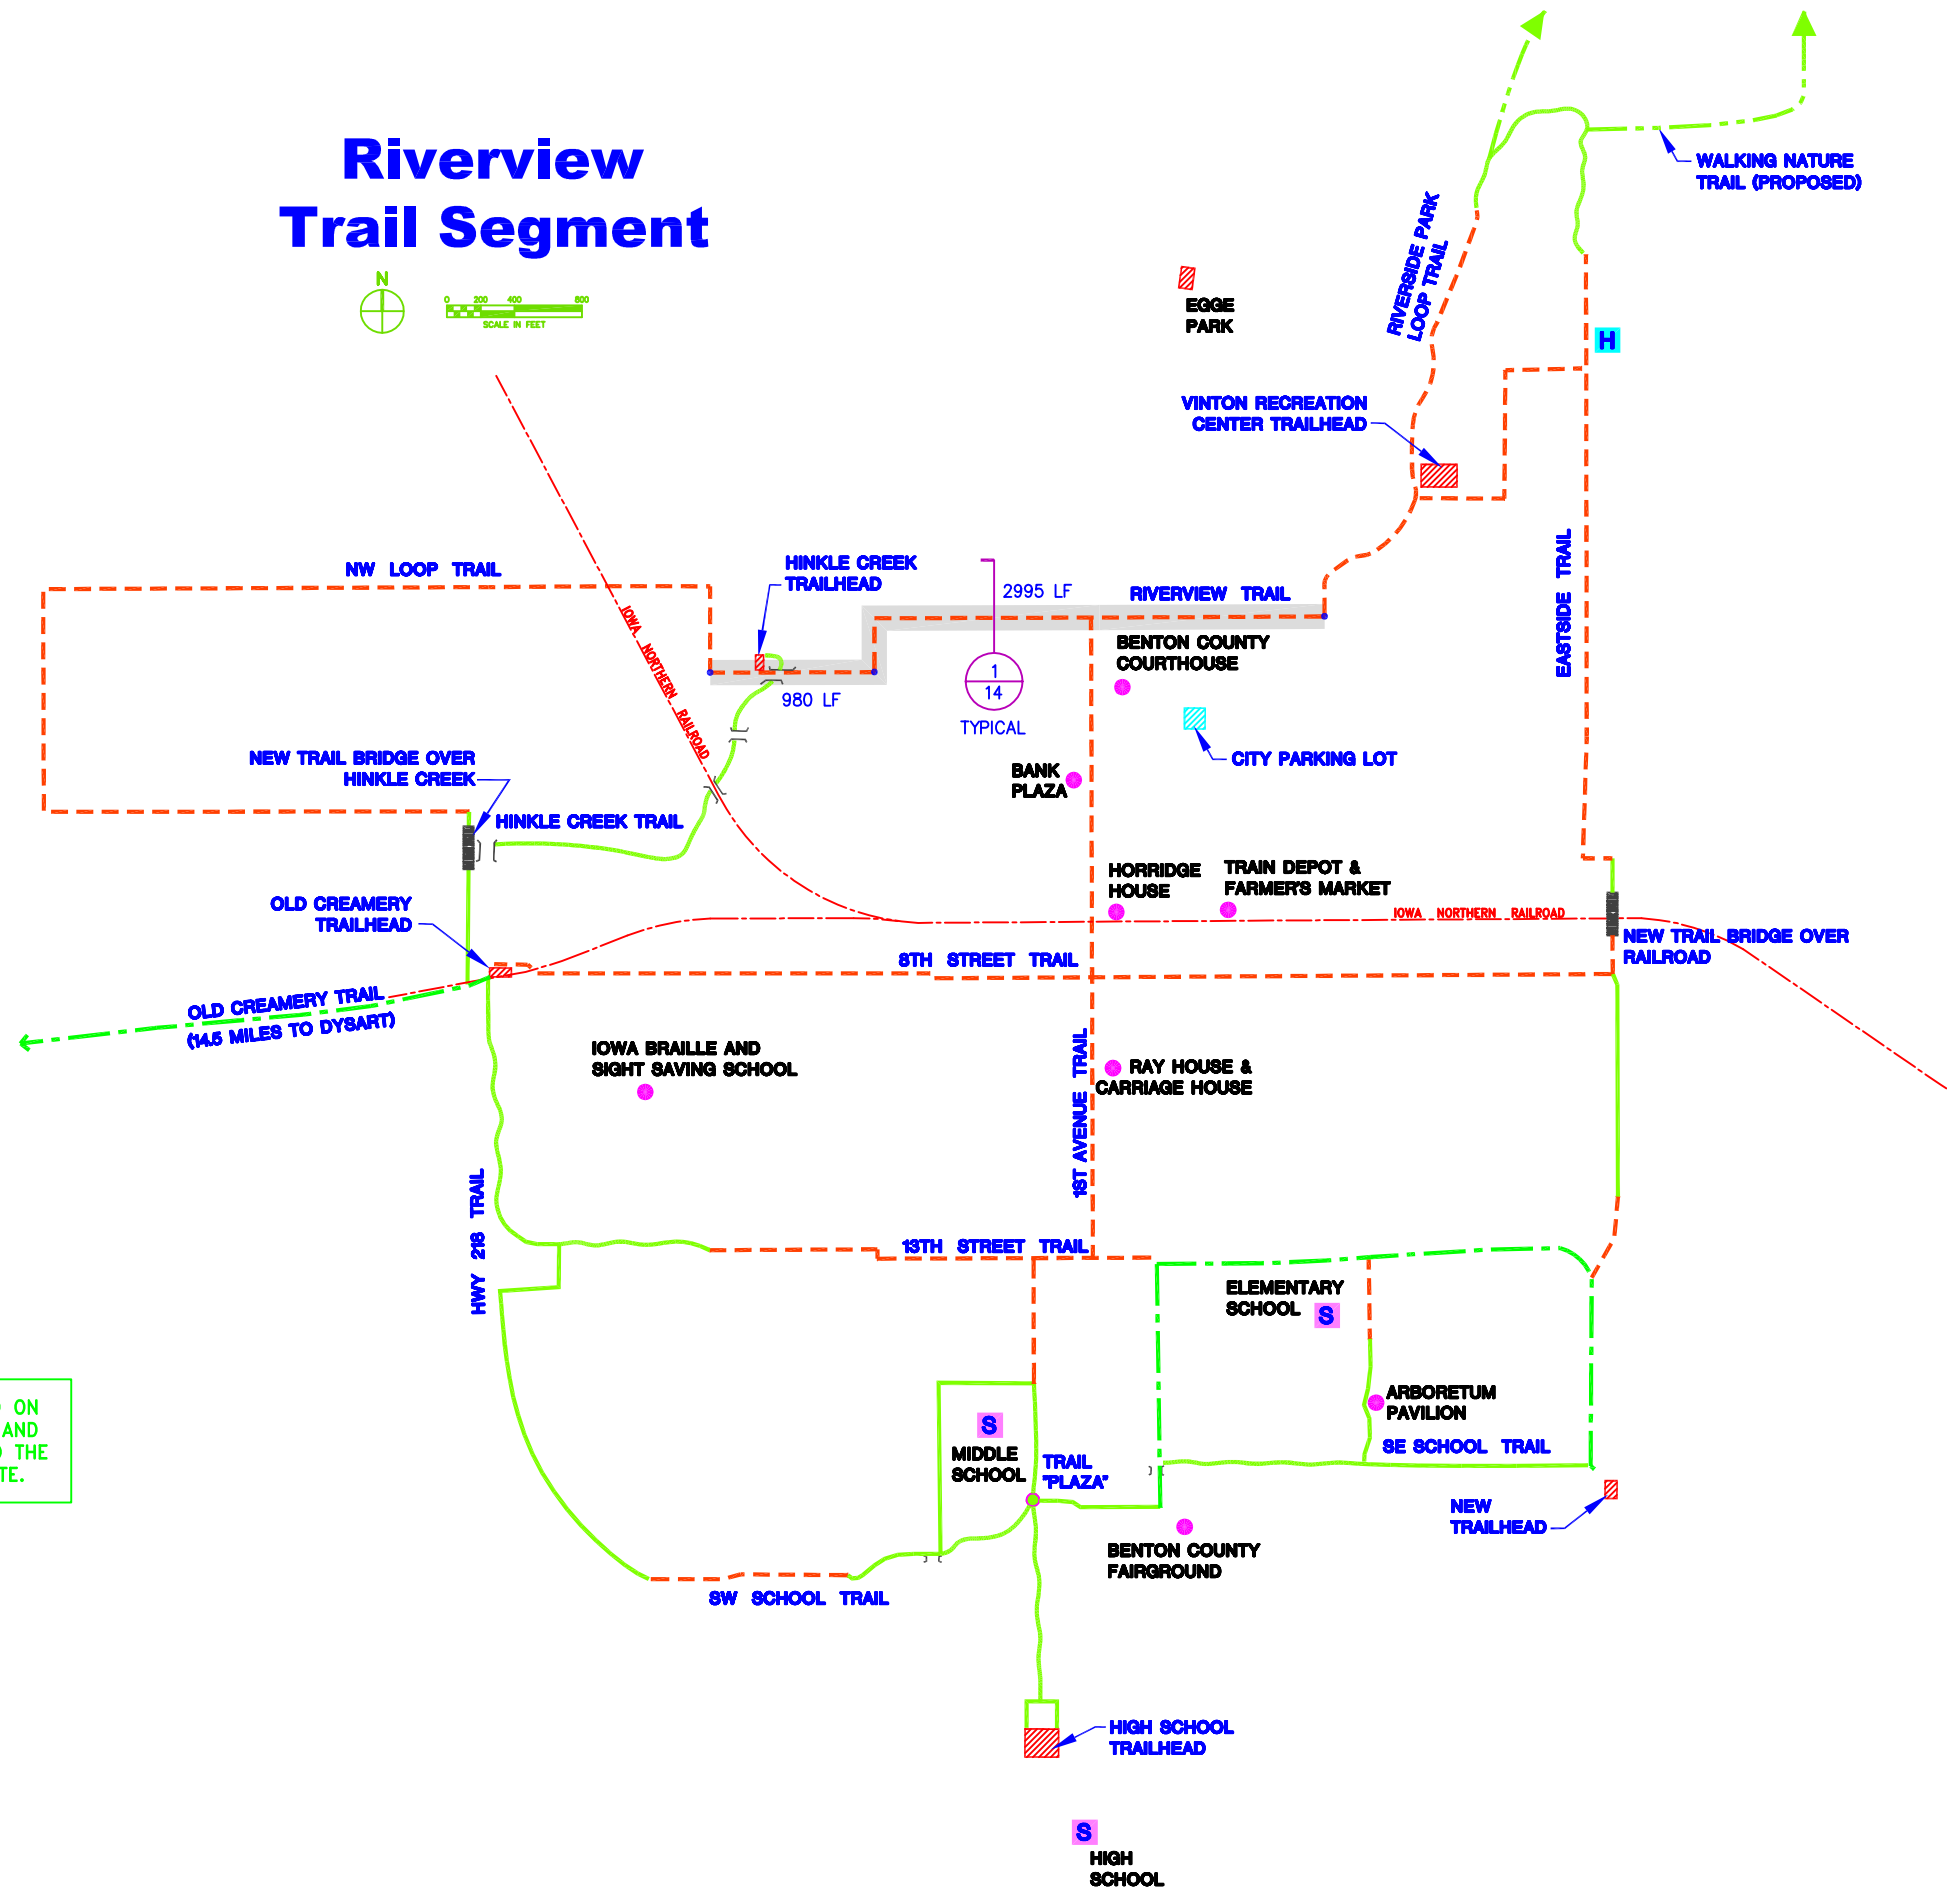 Riverview
Trail Segment
N
0 200 400 800
SCALE IN FEET
WALKING NATURE
TRAIL (PROPOSED)
RIVERSIDE PARK
LOOP TRAIL
EGGE
PARK
H
VINTON RECREATION
CENTER TRAILHEAD
NW LOOP TRAIL
HINKLE CREEK
TRAILHEAD
2995 LF
RIVERVIEW TRAIL
EASTSIDE TRAIL
IOWA NORTHERN RAILROAD
BENTON COUNTY
COURTHOUSE
1
14
TYPICAL
980 LF
CITY PARKING LOT
NEW TRAIL BRIDGE OVER
HINKLE CREEK
BANK
PLAZA
HINKLE CREEK TRAIL
HORRIDGE
HOUSE
TRAIN DEPOT &
FARMER'S MARKET
OLD CREAMERY
TRAILHEAD
IOWA NORTHERN RAILROAD
NEW TRAIL BRIDGE OVER
RAILROAD
8TH STREET TRAIL
OLD CREAMERY TRAIL
(14.5 MILES TO DYSART)
IOWA BRAILLE AND
SIGHT SAVING SCHOOL
1ST AVENUE TRAIL
RAY HOUSE &
CARRIAGE HOUSE
HWY 218 TRAIL
13TH STREET TRAIL
ELEMENTARY
SCHOOL
S
ON
AND
THE
TE.
ARBORETUM
PAVILION
S
MIDDLE
SCHOOL
TRAIL
"PLAZA"
SE SCHOOL TRAIL
NEW
TRAILHEAD
BENTON COUNTY
FAIRGROUND
SW SCHOOL TRAIL
HIGH SCHOOL
TRAILHEAD
S
HIGH
SCHOOL